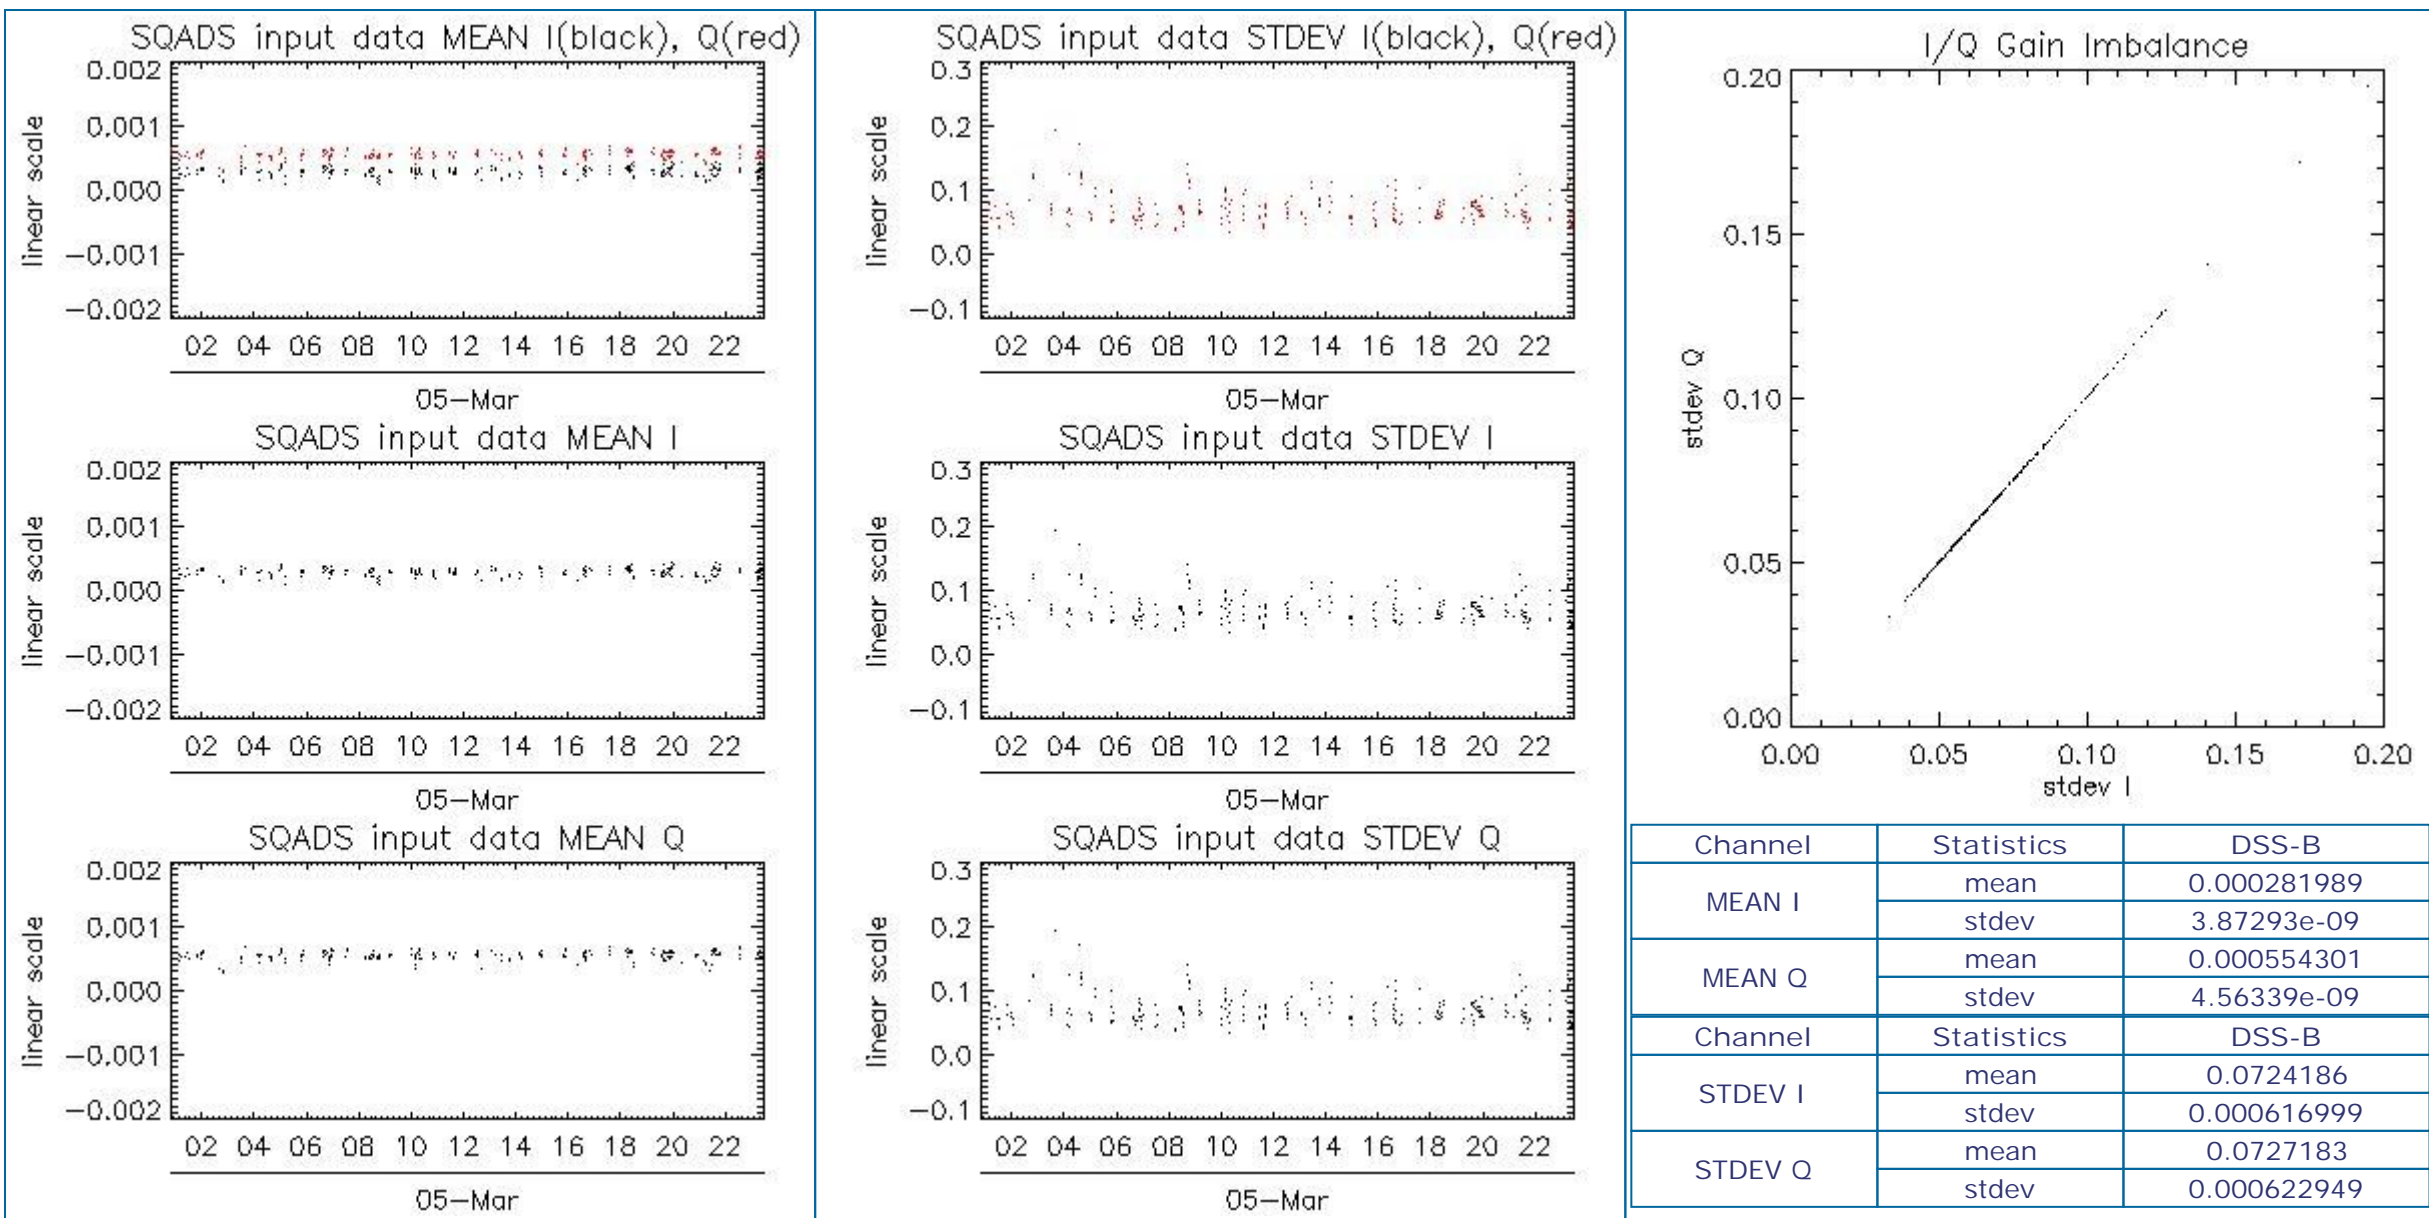 SQADS input data MEAN I(black), Q(red)
0.002
0.001
0.000
-0.001
-0.002
linear scale
02 04 06 08 10 12 14 16 18 20 22
05-Mar
SQADS input data MEAN I
0.002
0.001
0.000
-0.001
-0.002
linear scale
02 04 06 08 10 12 14 16 18 20 22
05-Mar
SQADS input data MEAN Q
0.002
0.001
0.000
-0.001
-0.002
linear scale
02 04 06 08 10 12 14 16 18 20 22
05-Mar
SQADS input data STDEV I(black), Q(red)
0.3
0.2
0.1
0.0
-0.1
linear scale
02 04 06 08 10 12 14 16 18 20 22
05-Mar
SQADS input data STDEV I
0.3
0.2
0.1
0.0
-0.1
linear scale
02 04 06 08 10 12 14 16 18 20 22
05-Mar
SQADS input data STDEV Q
0.3
0.2
0.1
0.0
-0.1
linear scale
02 04 06 08 10 12 14 16 18 20 22
05-Mar
I/Q Gain Imbalance
0.20
0.15
0.10
0.05
0.00
stdev Q
0.00 0.05 0.10 0.15 0.20
stdev I
Channel Statistics DSS-B
MEAN I mean 0.000281989
stdev 3.87293e-09
MEAN Q mean 0.000554301
stdev 4.56339e-09
Channel Statistics DSS-B
STDEV I mean 0.0724186
stdev 0.000616999
STDEV Q mean 0.0727183
stdev 0.000622949